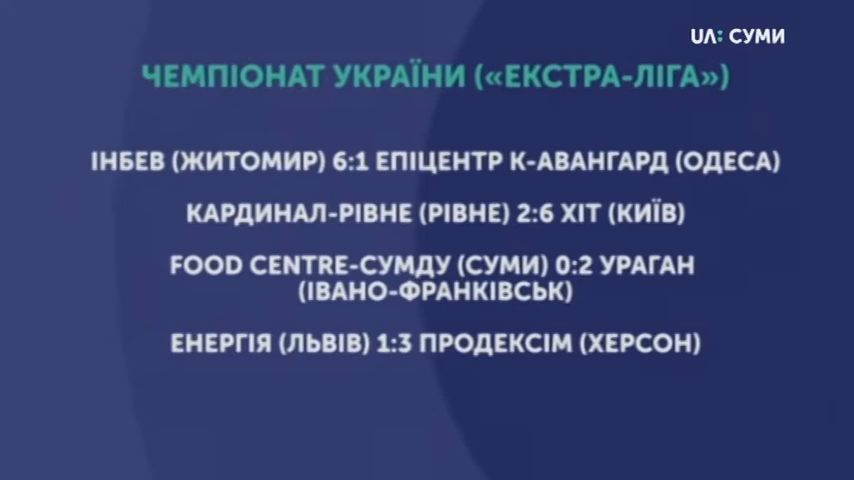 UA: СУМИ
ЧЕМПІОНАТ УКРАЇНИ («ЕКСТРА-ЛІГА»)
ІНБЕВ (ЖИТОМИР) 6:1 ЕПІЦЕНТР К-АВАНГАРД (ОДЕСА)
КАРДИНАЛ-РІВНЕ (РІВНЕ) 2:6 ХІТ (КИЇВ)
FOOD CENTRE-СУМДУ (СУМИ) 0:2 УРАГАН
(ІВАНО-ФРАНКІВСЬК)
ЕНЕРГІЯ (ЛЬВІВ) 1:3 ПРОДЕКСІМ (ХЕРСОН)